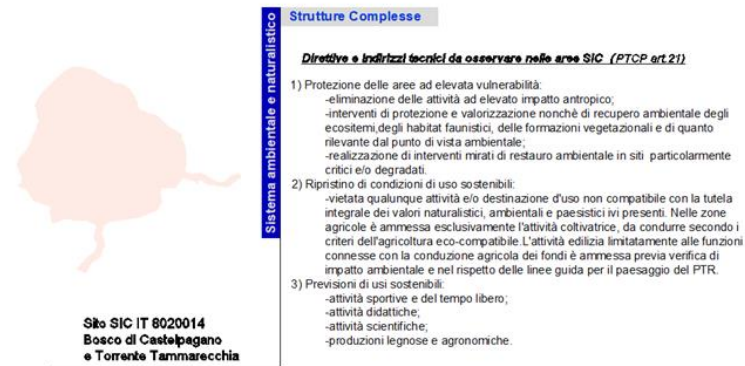 Sistema ambientale e naturalistico
Strutture Complesse
Direttive e indirizzi tecnici da osservare nelle aree SIC (PTCP art.21)
1) Protezione delle aree ad elevata vulnerabilità:
-eliminazione delle attività ad elevato impatto antropico;
-interventi di protezione e valorizzazione nonchè di recupero ambientale degli
ecositemi,degli habitat faunistici, delle formazioni vegetazionali e di quanto
rilevante dal punto di vista ambientale;
-realizzazione di interventi mirati di restauro ambientale in siti particolarmente
critici e/o degradati.
2) Ripristino di condizioni di uso sostenibili:
-vietata qualunque attività e/o destinazione d'uso non compatibile con la tutela
integrale dei valori naturalistici, ambientali e paesistici ivi presenti. Nelle zone
agricole è ammessa esclusivamente l'attività coltivatrice, da condurre secondo i
criteri dell'agricoltura eco-compatibile.L'attività edilizia limitatamente alle funzioni
connesse con la conduzione agricola dei fondi è ammessa previa verifica di
impatto ambientale e nel rispetto delle linee guida per il paesaggio del PTR.
3) Previsioni di usi sostenibili:
-attività sportive e del tempo libero;
-attività didattiche;
-attività scientifiche;
-produzioni legnose e agronomiche.
Sito SIC IT 8020014
Bosco di Castelpagano
e Torrente Tammarecchia